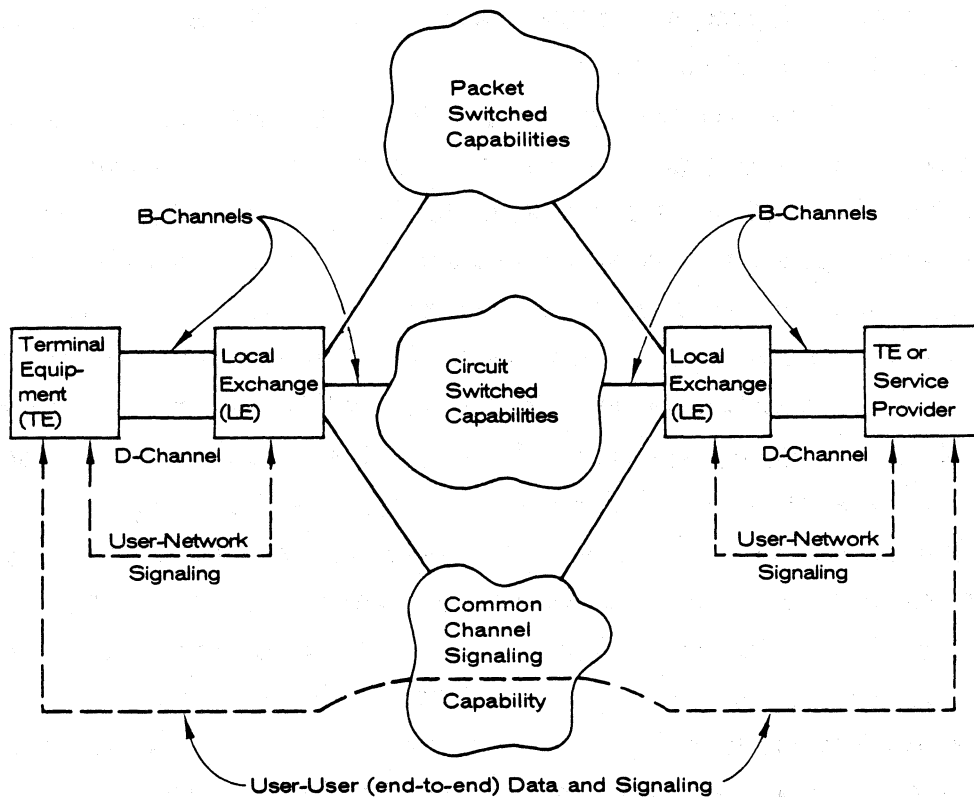 Packet
Switched
Capabilities
B-Channels
B-Channels
Terminal
Equip-
ment
(TE)
Local
Exchange
(LE)
Circuit
Switched
Capabilities
Local
Exchange
(LE)
TE or
Service
Provider
D-Channel
D-Channel
User-Network
Signaling
User-Network
Signaling
Common
Channel
Signaling
Capability
User-User (end-to-end) Data and Signaling